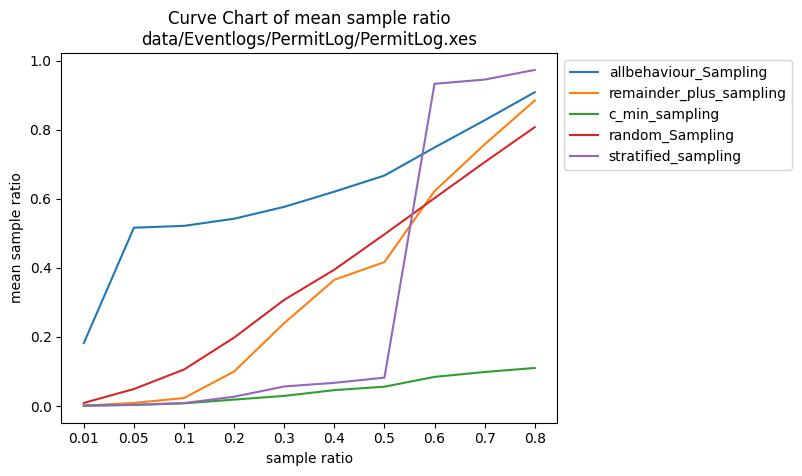 Curve Chart of mean sample ratio
data/Eventlogs/PermitLog/PermitLog.xes
mean sample ratio
1.0
0.8
0.6
0.4
0.2
0.0
0.01 0.05 0.1 0.2 0.3 0.4 0.5 0.6 0.7 0.8
sample ratio
allbehaviour_Sampling
remainder_plus_sampling
c_min_sampling
random_Sampling
stratified_sampling